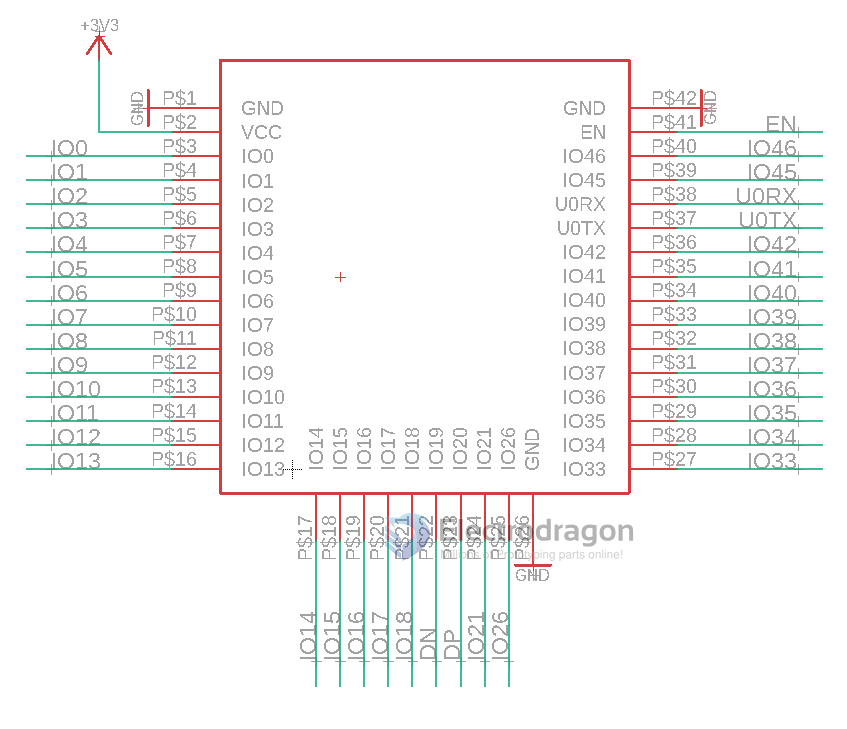 +3V3
GND P$1 GND GND P$42 GND
P$2 VCC EN P$41 EN
IO0 P$3 IO0 IO46 P$40 IO46
IO1 P$4 IO1 IO45 P$39 IO45
IO2 P$5 IO2 U0RX P$38 U0RX
IO3 P$6 IO3 U0TX P$37 U0TX
IO4 P$7 IO4 IO42 P$36 IO42
IO5 P$8 IO5 IO41 P$35 IO41
IO6 P$9 IO6 IO40 P$34 IO40
IO7 P$10 IO7 IO39 P$33 IO39
IO8 P$11 IO8 IO38 P$32 IO38
IO9 P$12 IO9 IO37 P$31 IO37
IO10 P$13 IO10 IO36 P$30 IO36
IO11 P$14 IO11 IO35 P$29 IO35
IO12 P$15 IO12 IO34 P$28 IO34
IO13 P$16 IO13 IO33 P$27 IO33
IO14 IO15 IO16 IO17 IO18 IO19 IO20 IO21 IO26 GND
P$17 P$18 P$19 P$20 P$21 P$22 P$23 P$24 P$25 P$26
Electrodragon
Millions of Prototyping parts online!
GND
IO14 IO15 IO16 IO17 IO18 DN DP IO21 IO26